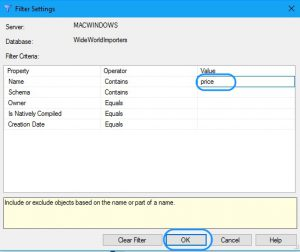 Filter Settings
Server: MACWINDOWS
Database: WideWorldImporters
Filter Criteria:
Property Operator Value
Name Contains price
Schema Contains
Owner Equals
Is Natively Compiled Equals
Creation Date Equals
Include or exclude objects based on the name or part of a name.
Clear Filter OK Cancel Help